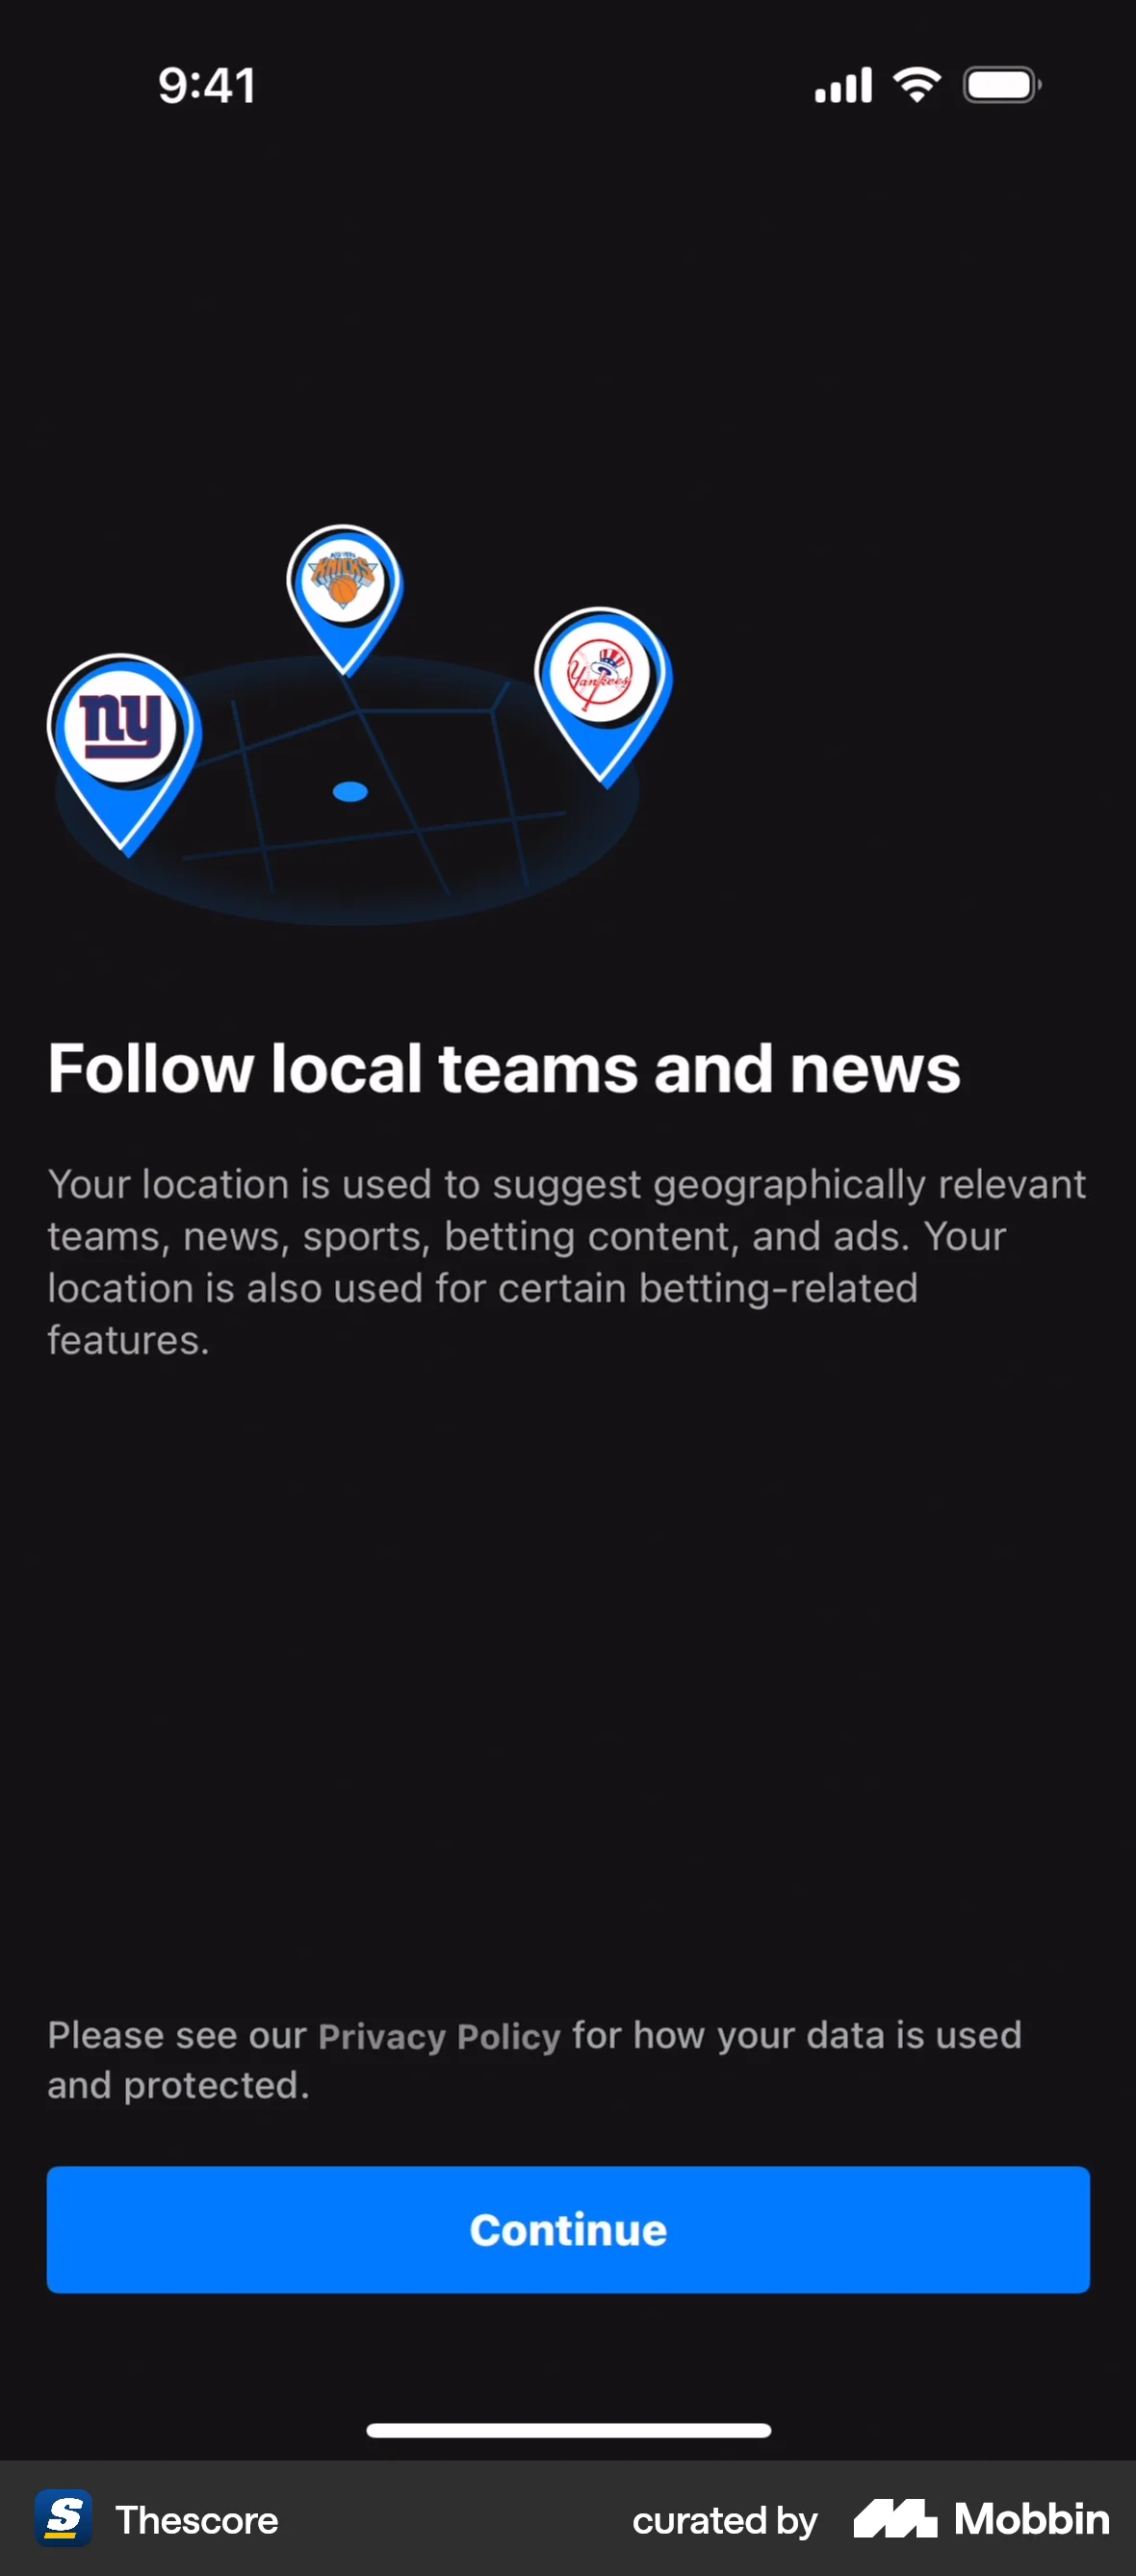 9:41
NEW YORK
KNICKS
ny
Yankees
Follow local teams and news
Your location is used to suggest geographically relevant
teams, news, sports, betting content, and ads. Your
location is also used for certain betting-related
features.
Please see our Privacy Policy for how your data is used
and protected.
Continue
S
Thescore
curated by
Mobbin